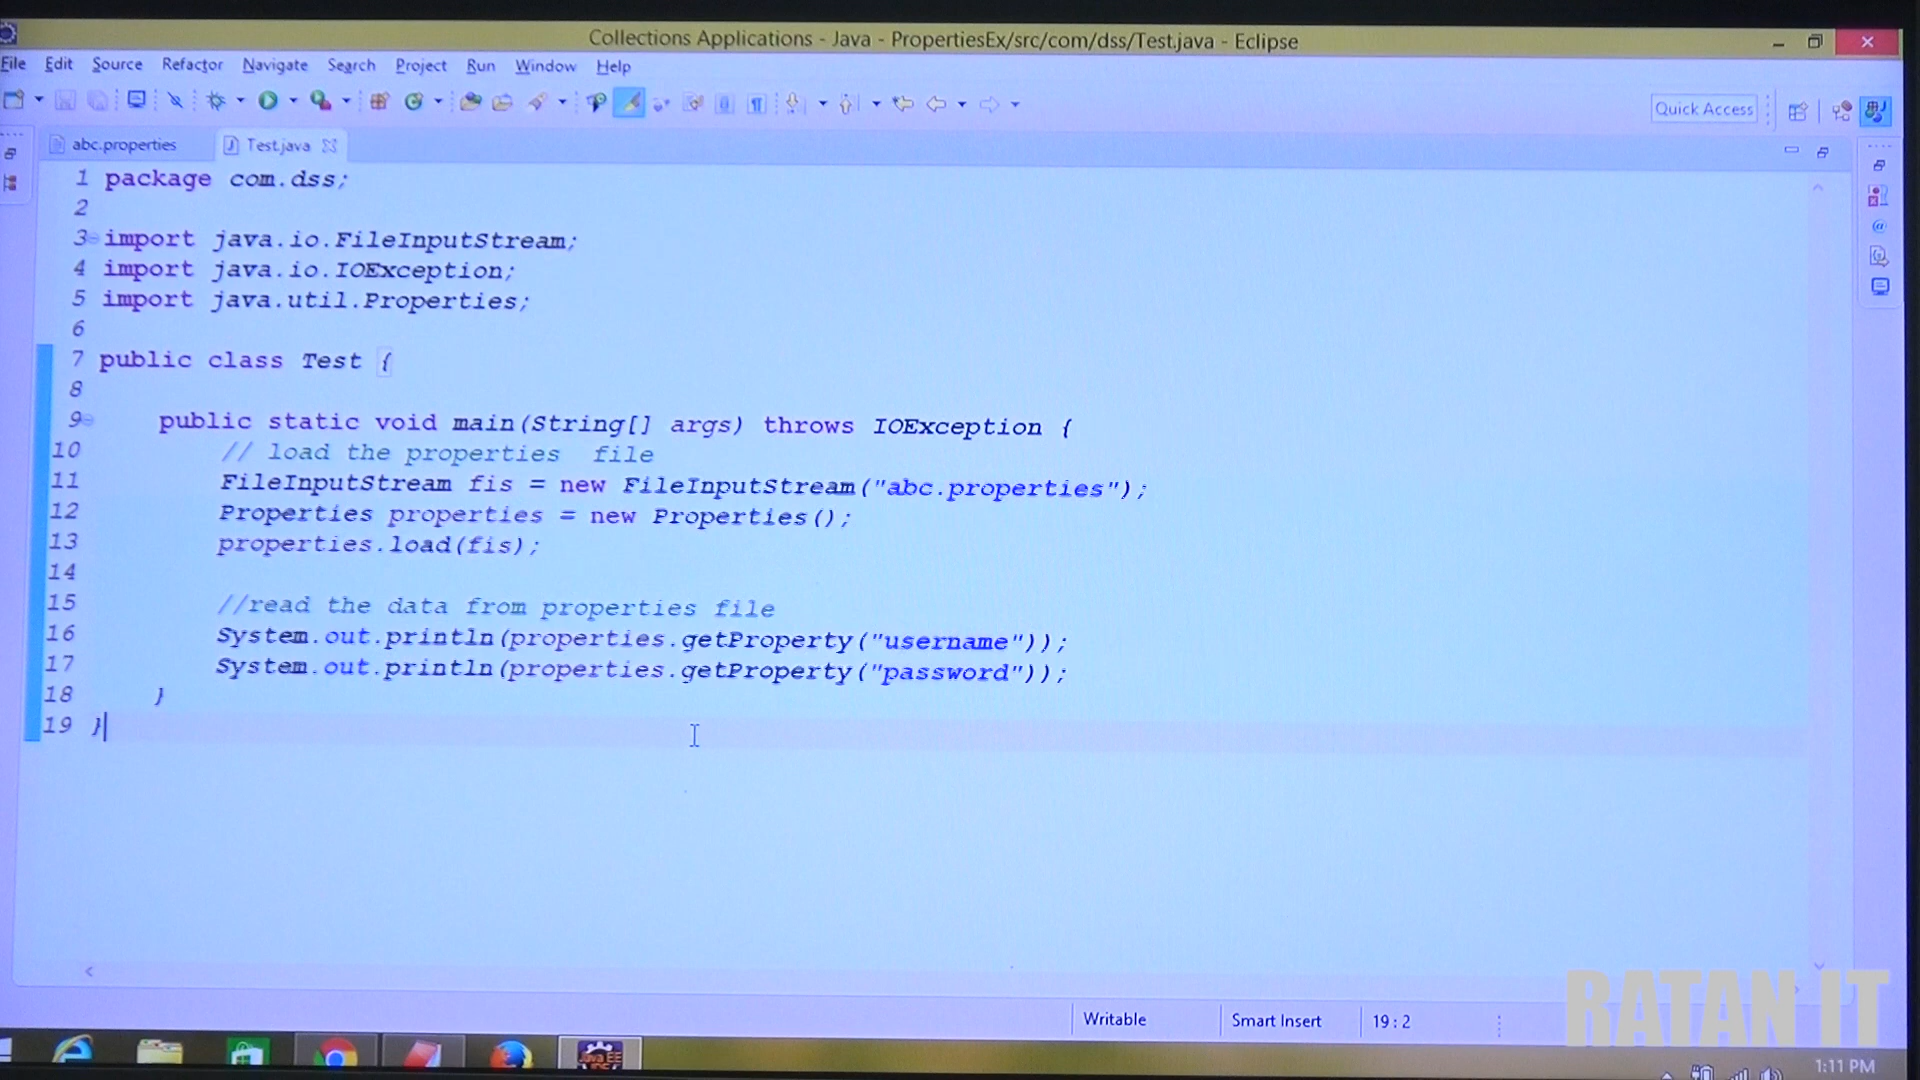 Collections Applications - Java - PropertiesEx/src/com/dss/Test.java - Eclipse
File Edit Source Refactor Navigate Search Project Run Window Help
Quick Access
abc.properties Test.java
1 package com.dss;
2
3 import java.io.FileInputStream;
4 import java.io.IOException;
5 import java.util.Properties;
6
7 public class Test {
8
9 public static void main(String[] args) throws IOException {
10 // load the properties file
11 FileInputStream fis = new FileInputStream("abc.properties");
12 Properties properties = new Properties();
13 properties.load(fis);
14
15 //read the data from properties file
16 System.out.println(properties.getProperty("username"));
17 System.out.println(properties.getProperty("password"));
18 }
19 }
Writable Smart Insert 19 : 2
RATAN IT
Java EE
1:11 PM